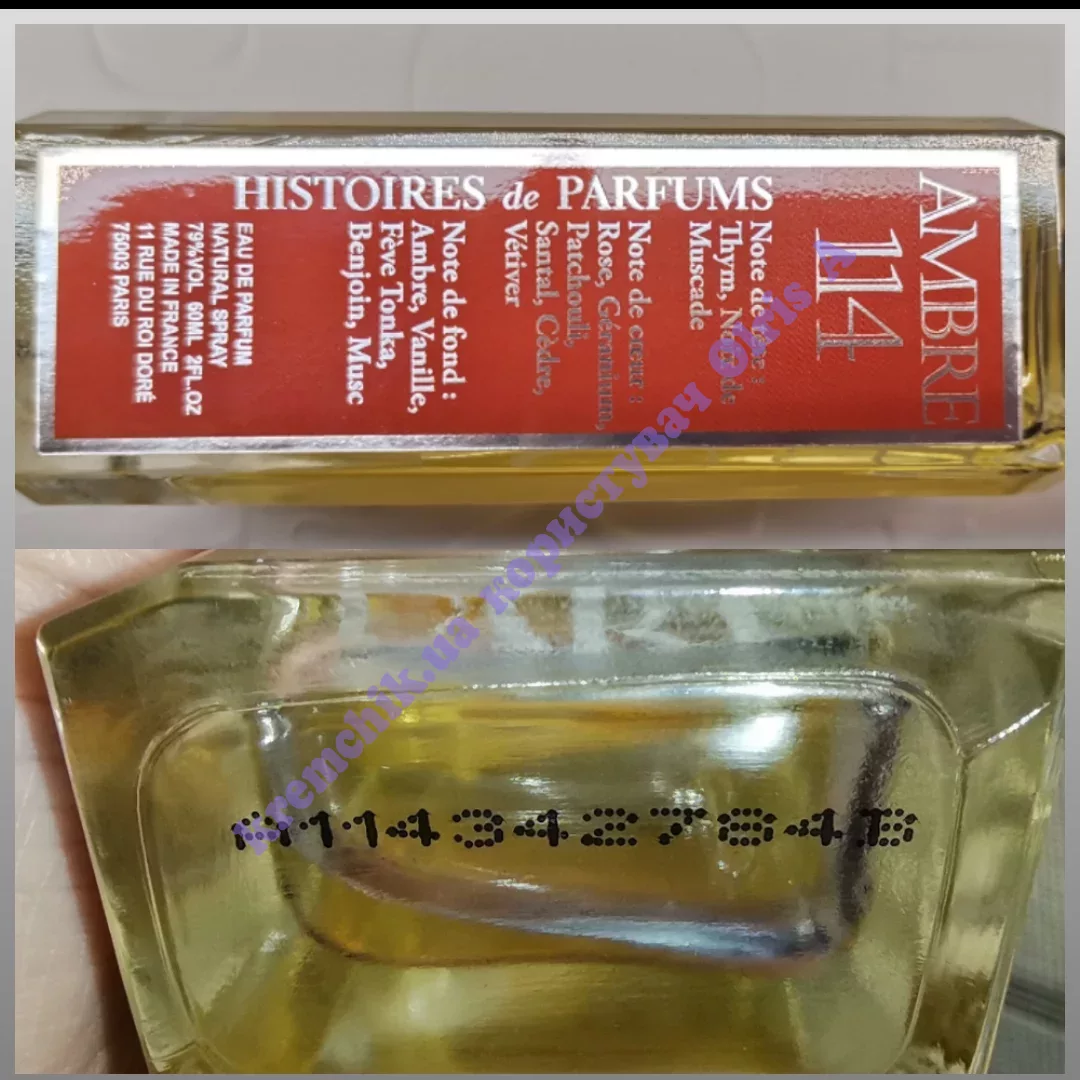 HISTOIRES de PARFUMS
AMBRE
114
Note de tête :
Thym, Noix de
Muscade
Note de cœur :
Rose, Géranium,
Patchouli,
Santal, Cèdre,
Vétiver
Note de fond :
Ambre, Vanille,
Fève Tonka,
Benjoin, Musc
EAU DE PARFUM
NATURAL SPRAY
79%VOL 60ML 2FL.OZ
MADE IN FRANCE
11 RUE DU ROI DORÉ
75003 PARIS
A114342784B
kremchik.ua користувач Okris A